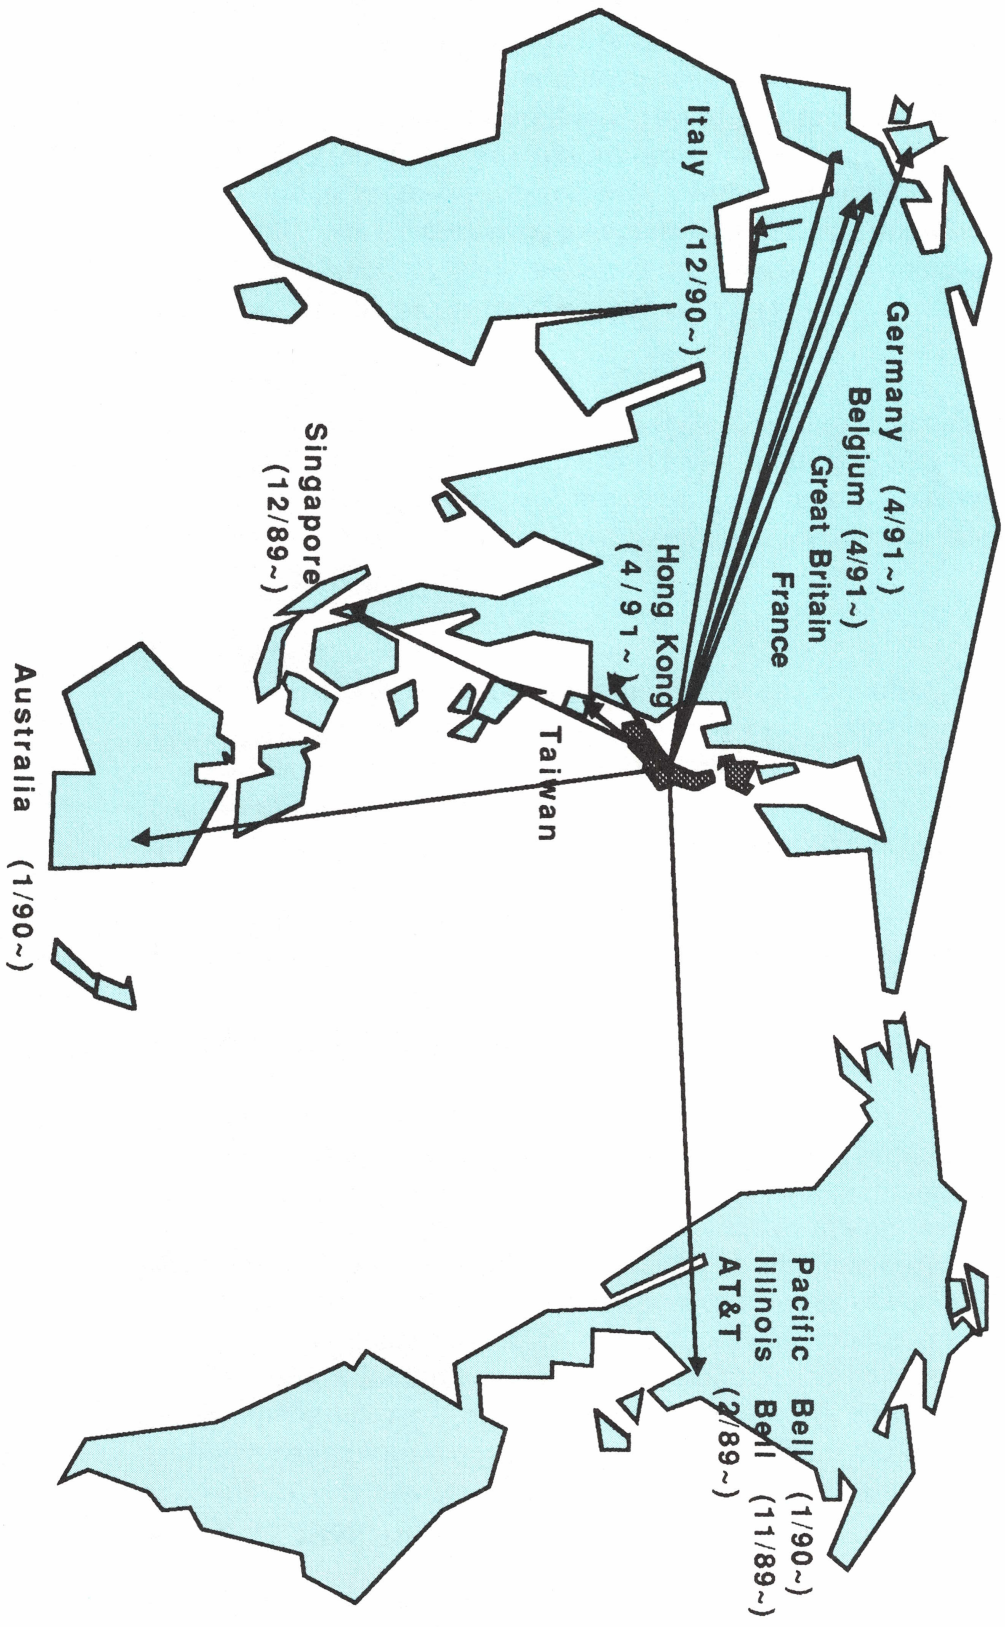 Germany (4/91~)
Belgium (4/91~)
Great Britain
France
Italy (12/90~)
Hong Kong
(4/91~)
Singapore
(12/89~)
Taiwan
Australia (1/90~)
Pacific Bell (1/90~)
Illinois Bell (11/89~)
AT&T (2/89~)